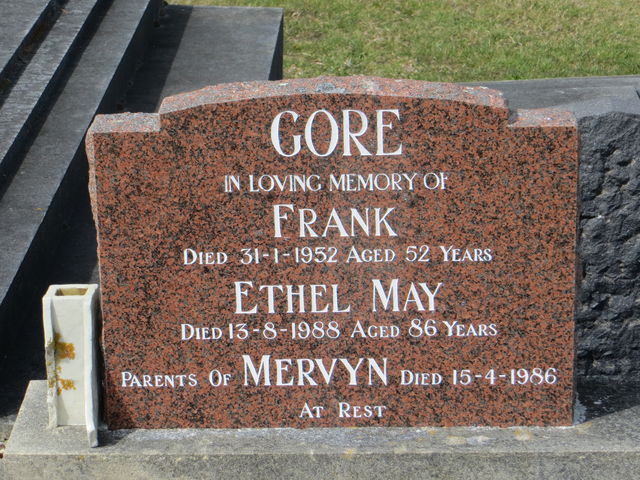 GORE
IN LOVING MEMORY OF
FRANK
DIED 31-1-1952 AGED 52 YEARS
ETHEL MAY
DIED 13-8-1988 AGED 86 YEARS
PARENTS OF MERVYN DIED 15-4-1986
AT REST